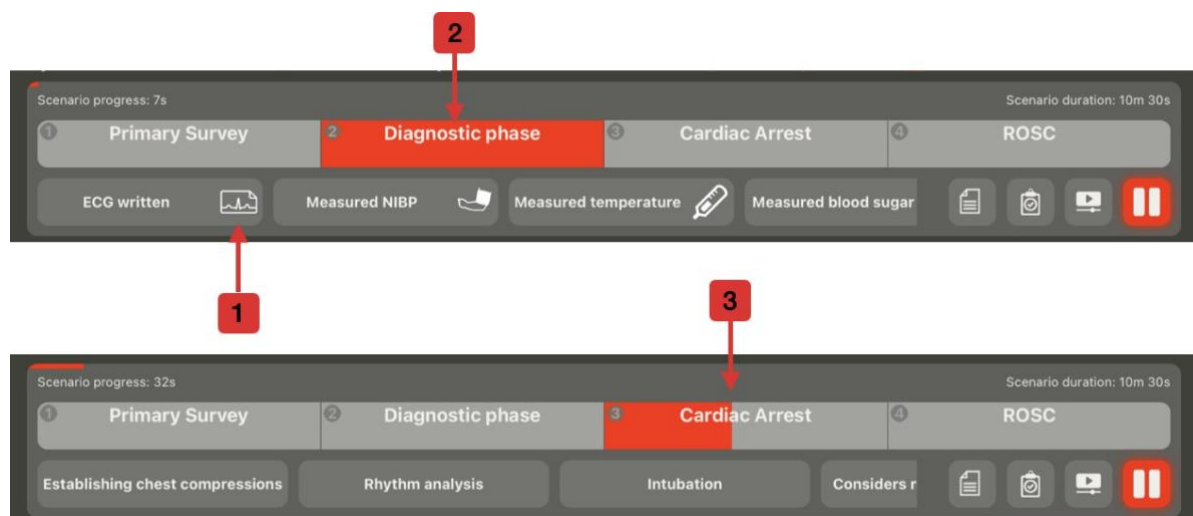 2
Scenario progress: 7s Scenario duration: 10m 30s
1 Primary Survey 2 Diagnostic phase 3 Cardiac Arrest 4 ROSC
ECG written Measured NIBP Measured temperature Measured blood sugar
1
3
Scenario progress: 32s Scenario duration: 10m 30s
1 Primary Survey 2 Diagnostic phase 3 Cardiac Arrest 4 ROSC
Establishing chest compressions Rhythm analysis Intubation Considers r